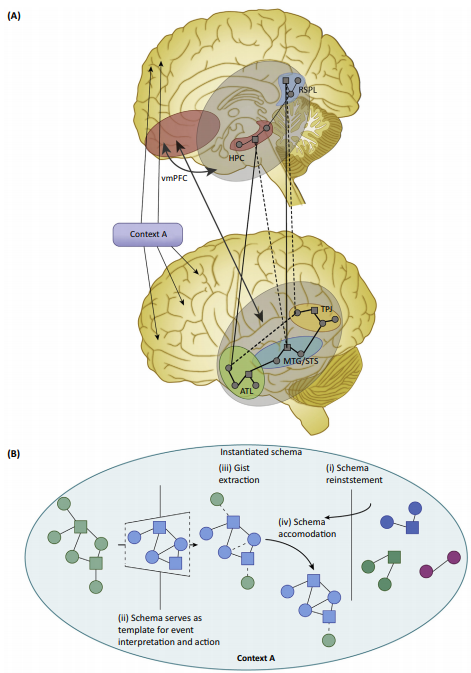 (A)
RSPL
HPC
vmPFC
Context A
TPJ
MTG/STS
ATL
(B)
Instantiated schema
(iii) Gist
extraction
(i) Schema
reinststement
(iv) Schema
accomodation
(ii) Schema serves as
template for event
interpretation and action
Context A